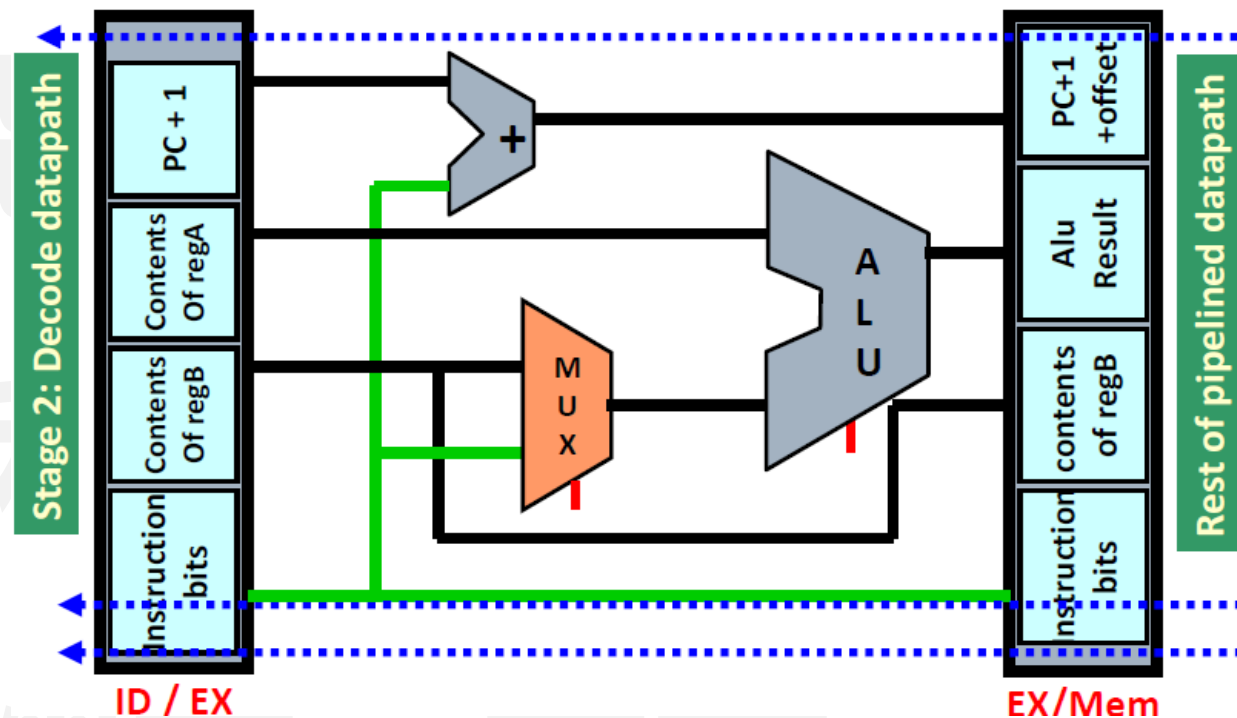 Stage 2: Decode datapath
PC + 1
Contents
Of regA
Contents
Of regB
Instruction
bits
ID / EX
+
M
U
X
A
L
U
PC+1
+offset
Alu
Result
contents
of regB
Instruction
bits
EX/Mem
Rest of pipelined datapath